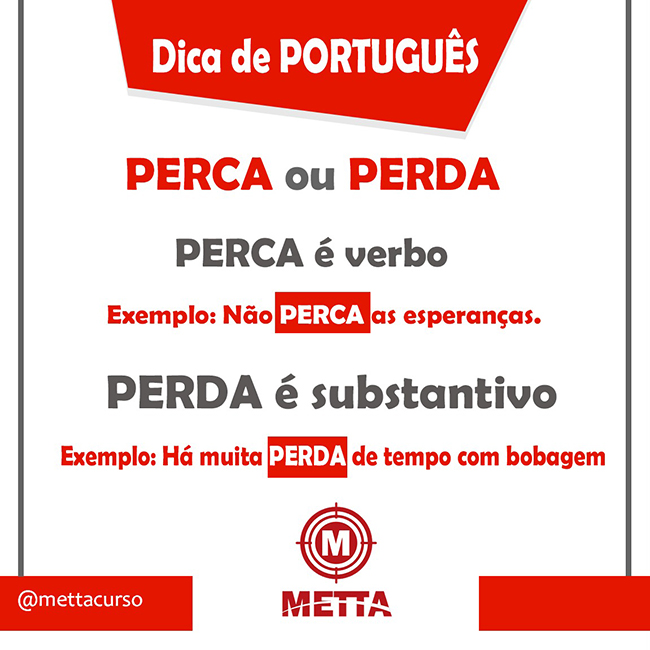 Dica de PORTUGUÊS
PERCA ou PERDA
PERCA é verbo
Exemplo: Não PERCA as esperanças.
PERDA é substantivo
Exemplo: Há muita PERDA de tempo com bobagem
M
METTA
@mettacurso